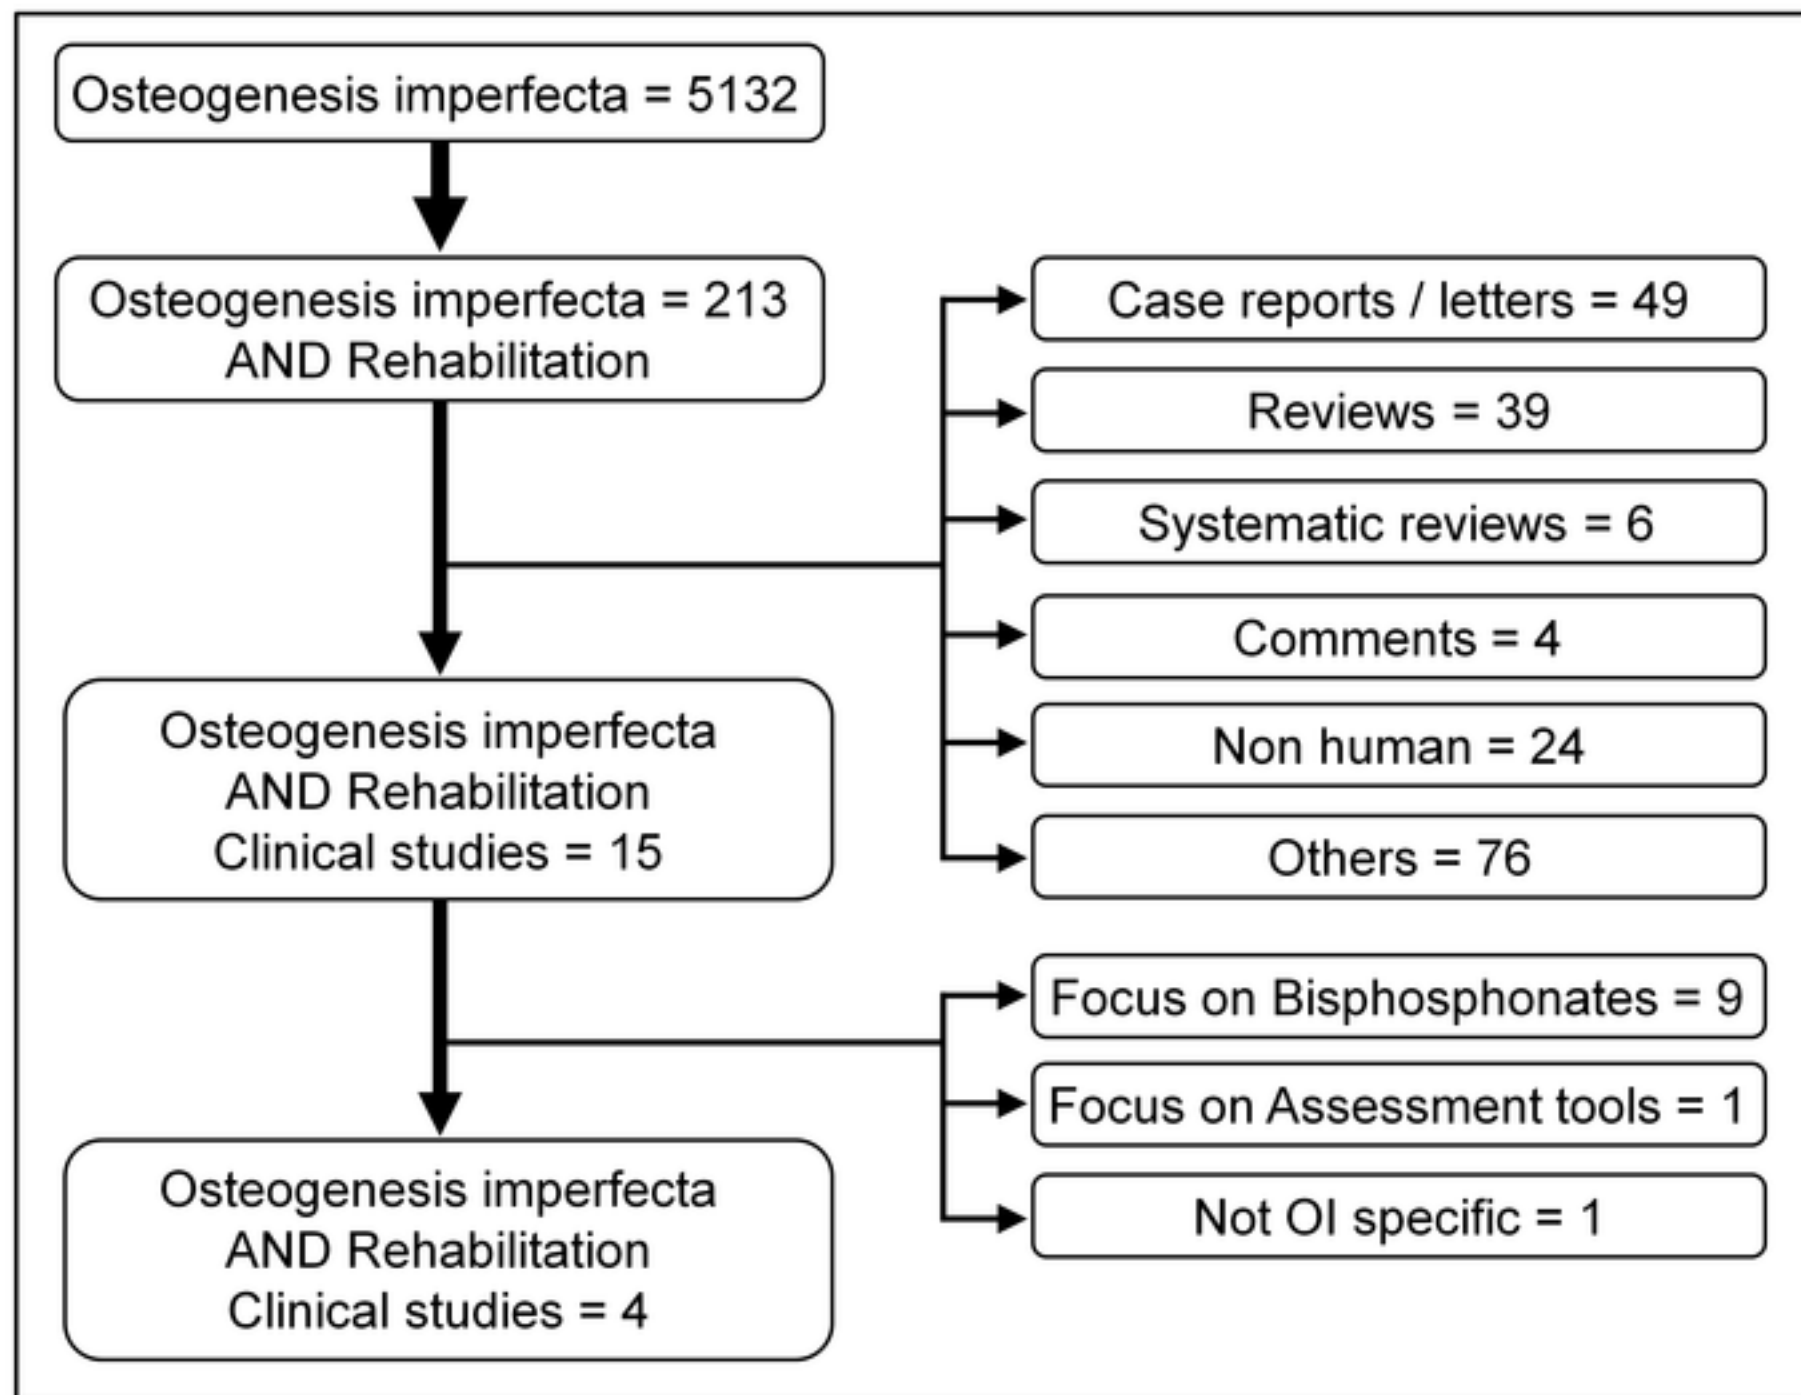 Osteogenesis imperfecta = 5132
Osteogenesis imperfecta = 213
AND Rehabilitation
Case reports / letters = 49
Reviews = 39
Systematic reviews = 6
Comments = 4
Non human = 24
Others = 76
Osteogenesis imperfecta
AND Rehabilitation
Clinical studies = 15
Focus on Bisphosphonates = 9
Focus on Assessment tools = 1
Not OI specific = 1
Osteogenesis imperfecta
AND Rehabilitation
Clinical studies = 4